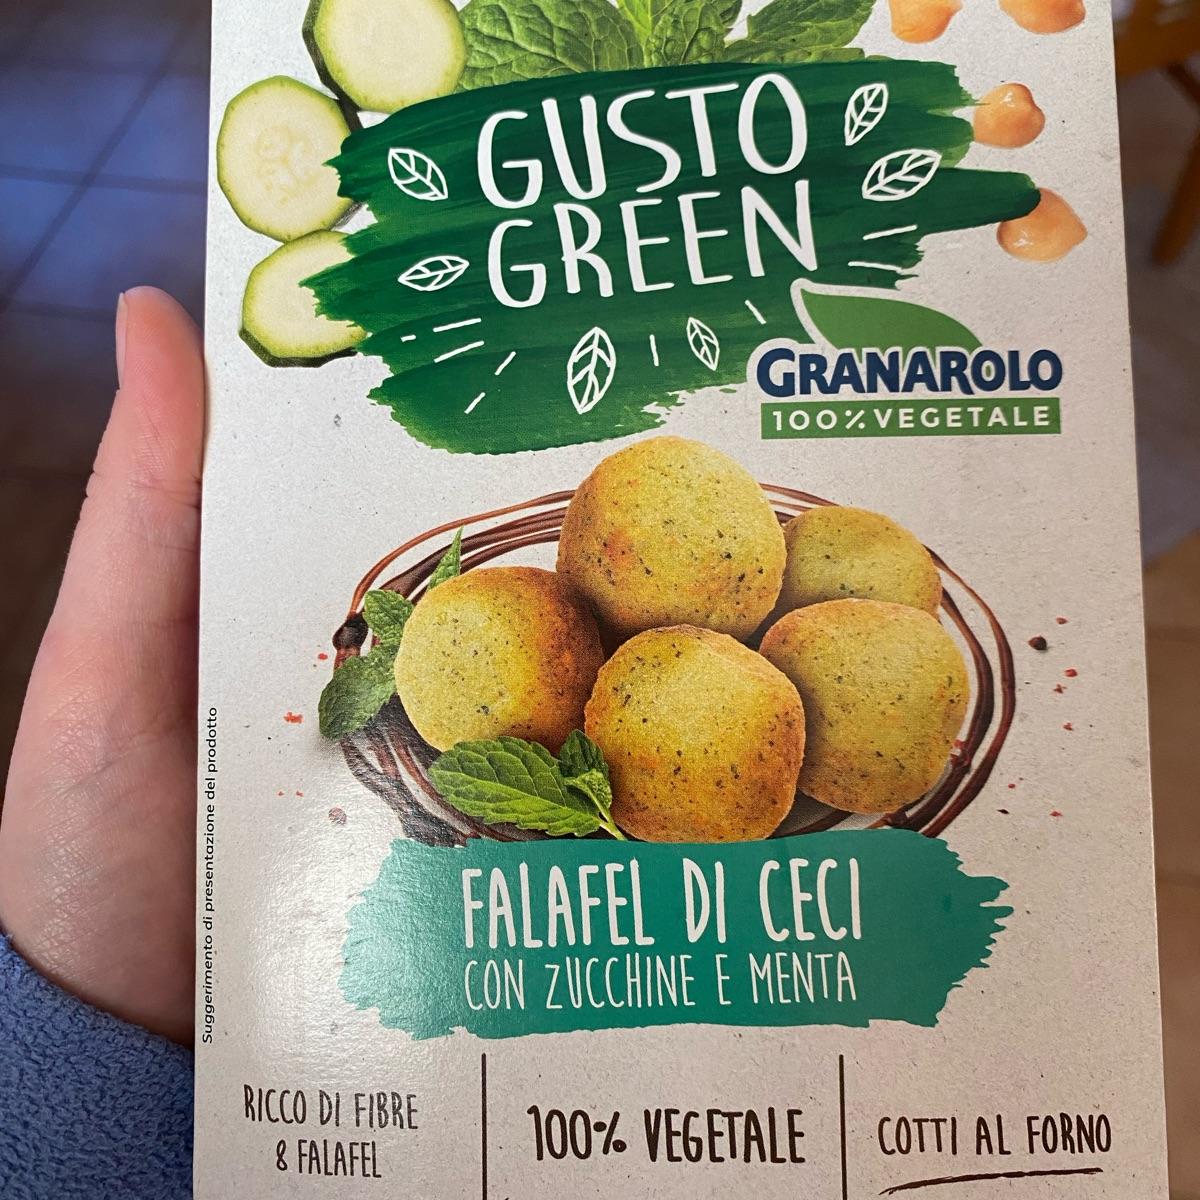 GUSTO
GREEN
GRANAROLO
100% VEGETALE
Suggerimento di presentazione del prodotto
FALAFEL DI CECI
CON ZUCCHINE E MENTA
RICCO DI FIBRE
8 FALAFEL
100% VEGETALE
COTTI AL FORNO